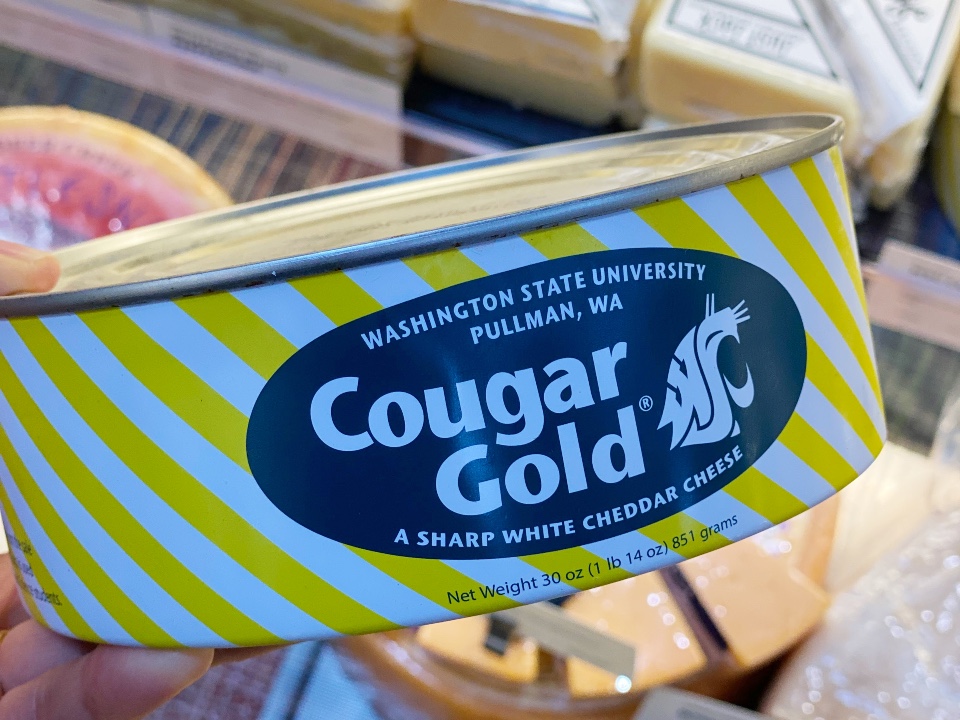 WASHINGTON STATE UNIVERSITY
PULLMAN, WA
Cougar
Gold®
A SHARP WHITE CHEDDAR CHEESE
Net Weight 30 oz (1 lb 14 oz) 851 grams